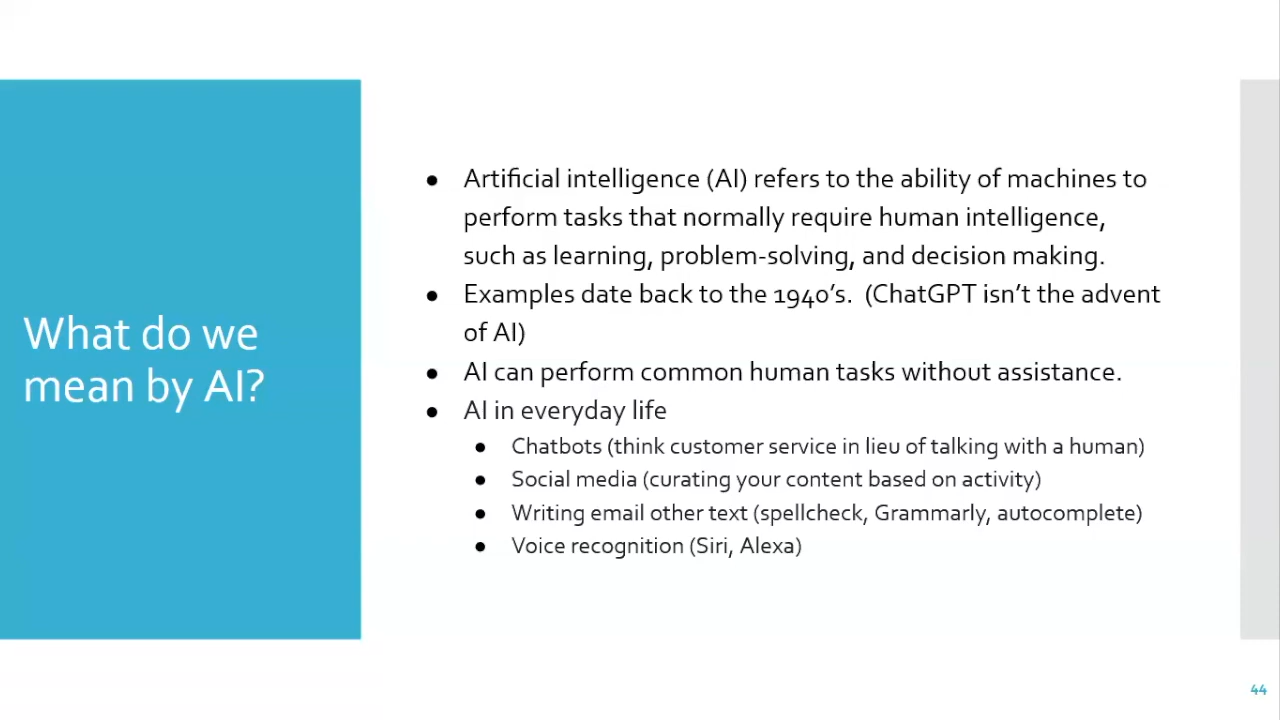 What do we
mean by AI?
● Artificial intelligence (AI) refers to the ability of machines to
perform tasks that normally require human intelligence,
such as learning, problem-solving, and decision making.
● Examples date back to the 1940’s.  (ChatGPT isn’t the advent
of AI)
● AI can perform common human tasks without assistance.
● AI in everyday life
● Chatbots (think customer service in lieu of talking with a human)
● Social media (curating your content based on activity)
● Writing email other text (spellcheck, Grammarly, autocomplete)
● Voice recognition (Siri, Alexa)
44